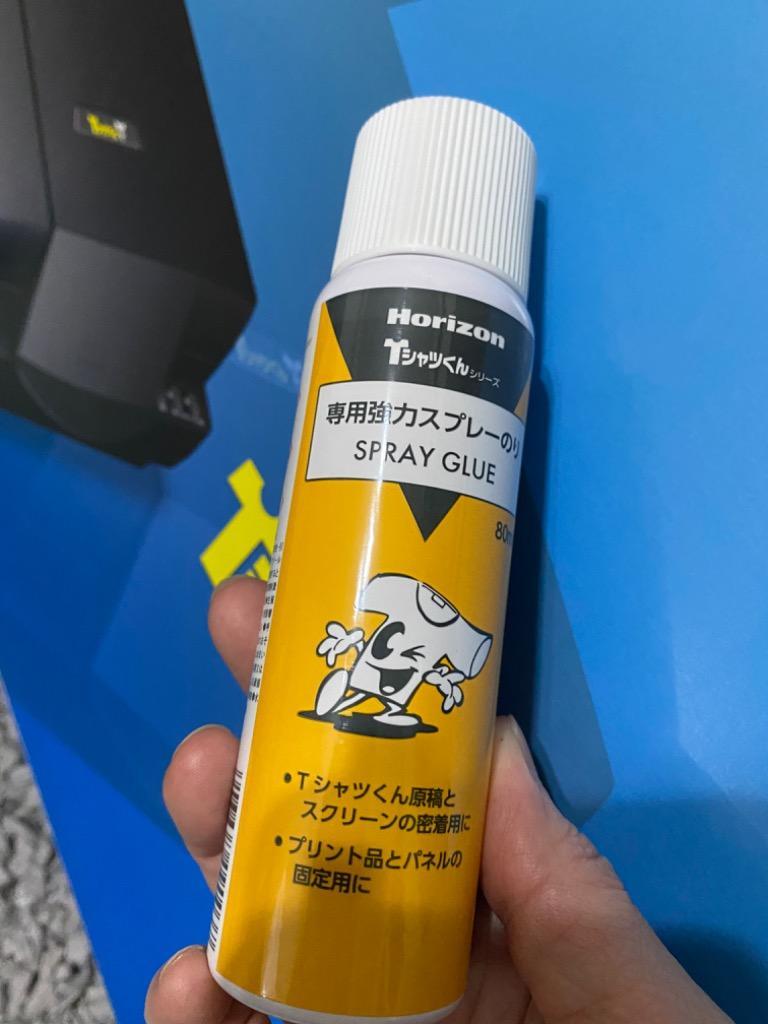 Horizon
Tシャツくんシリーズ
専用強力スプレーのり
SPRAY GLUE
• Tシャツくん原稿と
スクリーンの密着用に
• プリント品とパネルの
固定用に